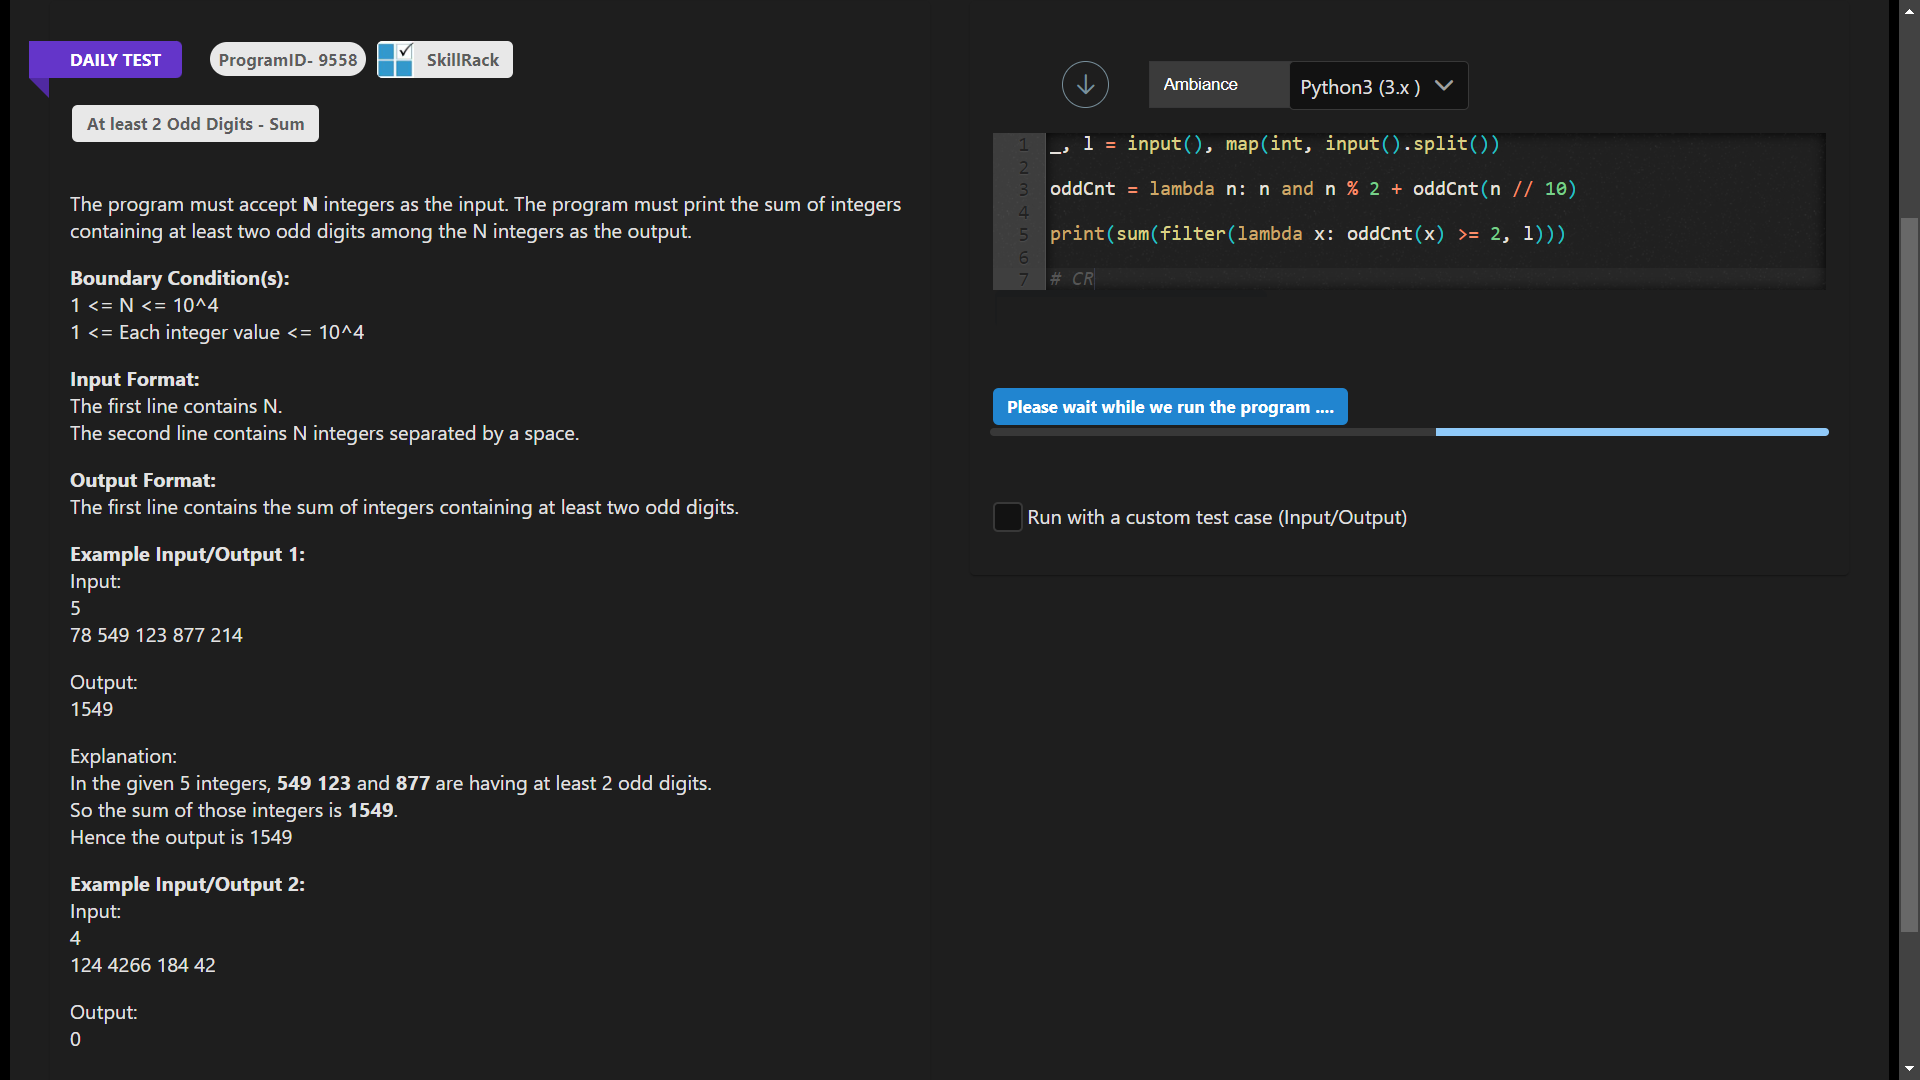 DAILY TEST
ProgramID- 9558
SkillRack
At least 2 Odd Digits - Sum
The program must accept N integers as the input. The program must print the sum of integers
containing at least two odd digits among the N integers as the output.
Boundary Condition(s):
1 <= N <= 10^4
1 <= Each integer value <= 10^4
Input Format:
The first line contains N.
The second line contains N integers separated by a space.
Output Format:
The first line contains the sum of integers containing at least two odd digits.
Example Input/Output 1:
Input:
5
78 549 123 877 214
Output:
1549
Explanation:
In the given 5 integers, 549 123 and 877 are having at least 2 odd digits.
So the sum of those integers is 1549.
Hence the output is 1549
Example Input/Output 2:
Input:
4
124 4266 184 42
Output:
0
Ambiance
Python3 (3.x )
1 _, l = input(), map(int, input().split())
2
3 oddCnt = lambda n: n and n % 2 + oddCnt(n // 10)
4
5 print(sum(filter(lambda x: oddCnt(x) >= 2, l)))
6
7 # CR
Please wait while we run the program ....
Run with a custom test case (Input/Output)